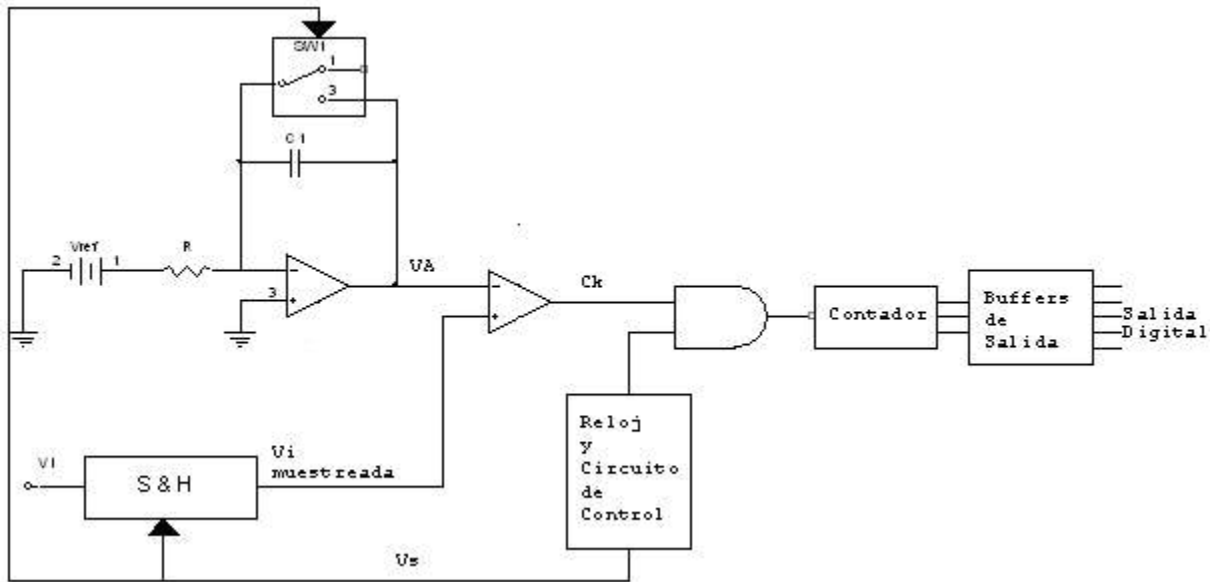 SW1
1
3
C1
Vref
2
1
R
3
VA
Ck
Contador
Buffers
de
Salida
Salida
Digital
V1
S & H
Vi
muestreada
Reloj
y
Circuito
de
Control
Vs